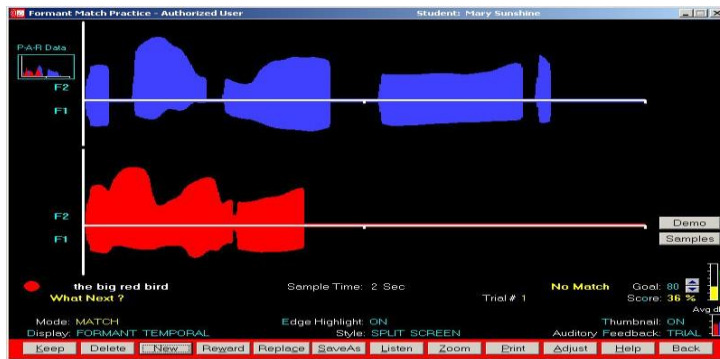 Formant Match Practice - Authorized User Student: Mary Sunshine
P-A-R Data
F2
F1
F2
F1
Demo
Samples
the big red bird Sample Time: 2 Sec No Match Goal: 80
What Next ? Trial # 1 Score: 36 %
Avg dB
Mode: MATCH Edge Highlight: ON Thumbnail: ON
Display: FORMANT TEMPORAL Style: SPLIT SCREEN Auditory Feedback: TRIAL
Keep Delete New Reward Replace SaveAs Listen Zoom Print Adjust Help Back